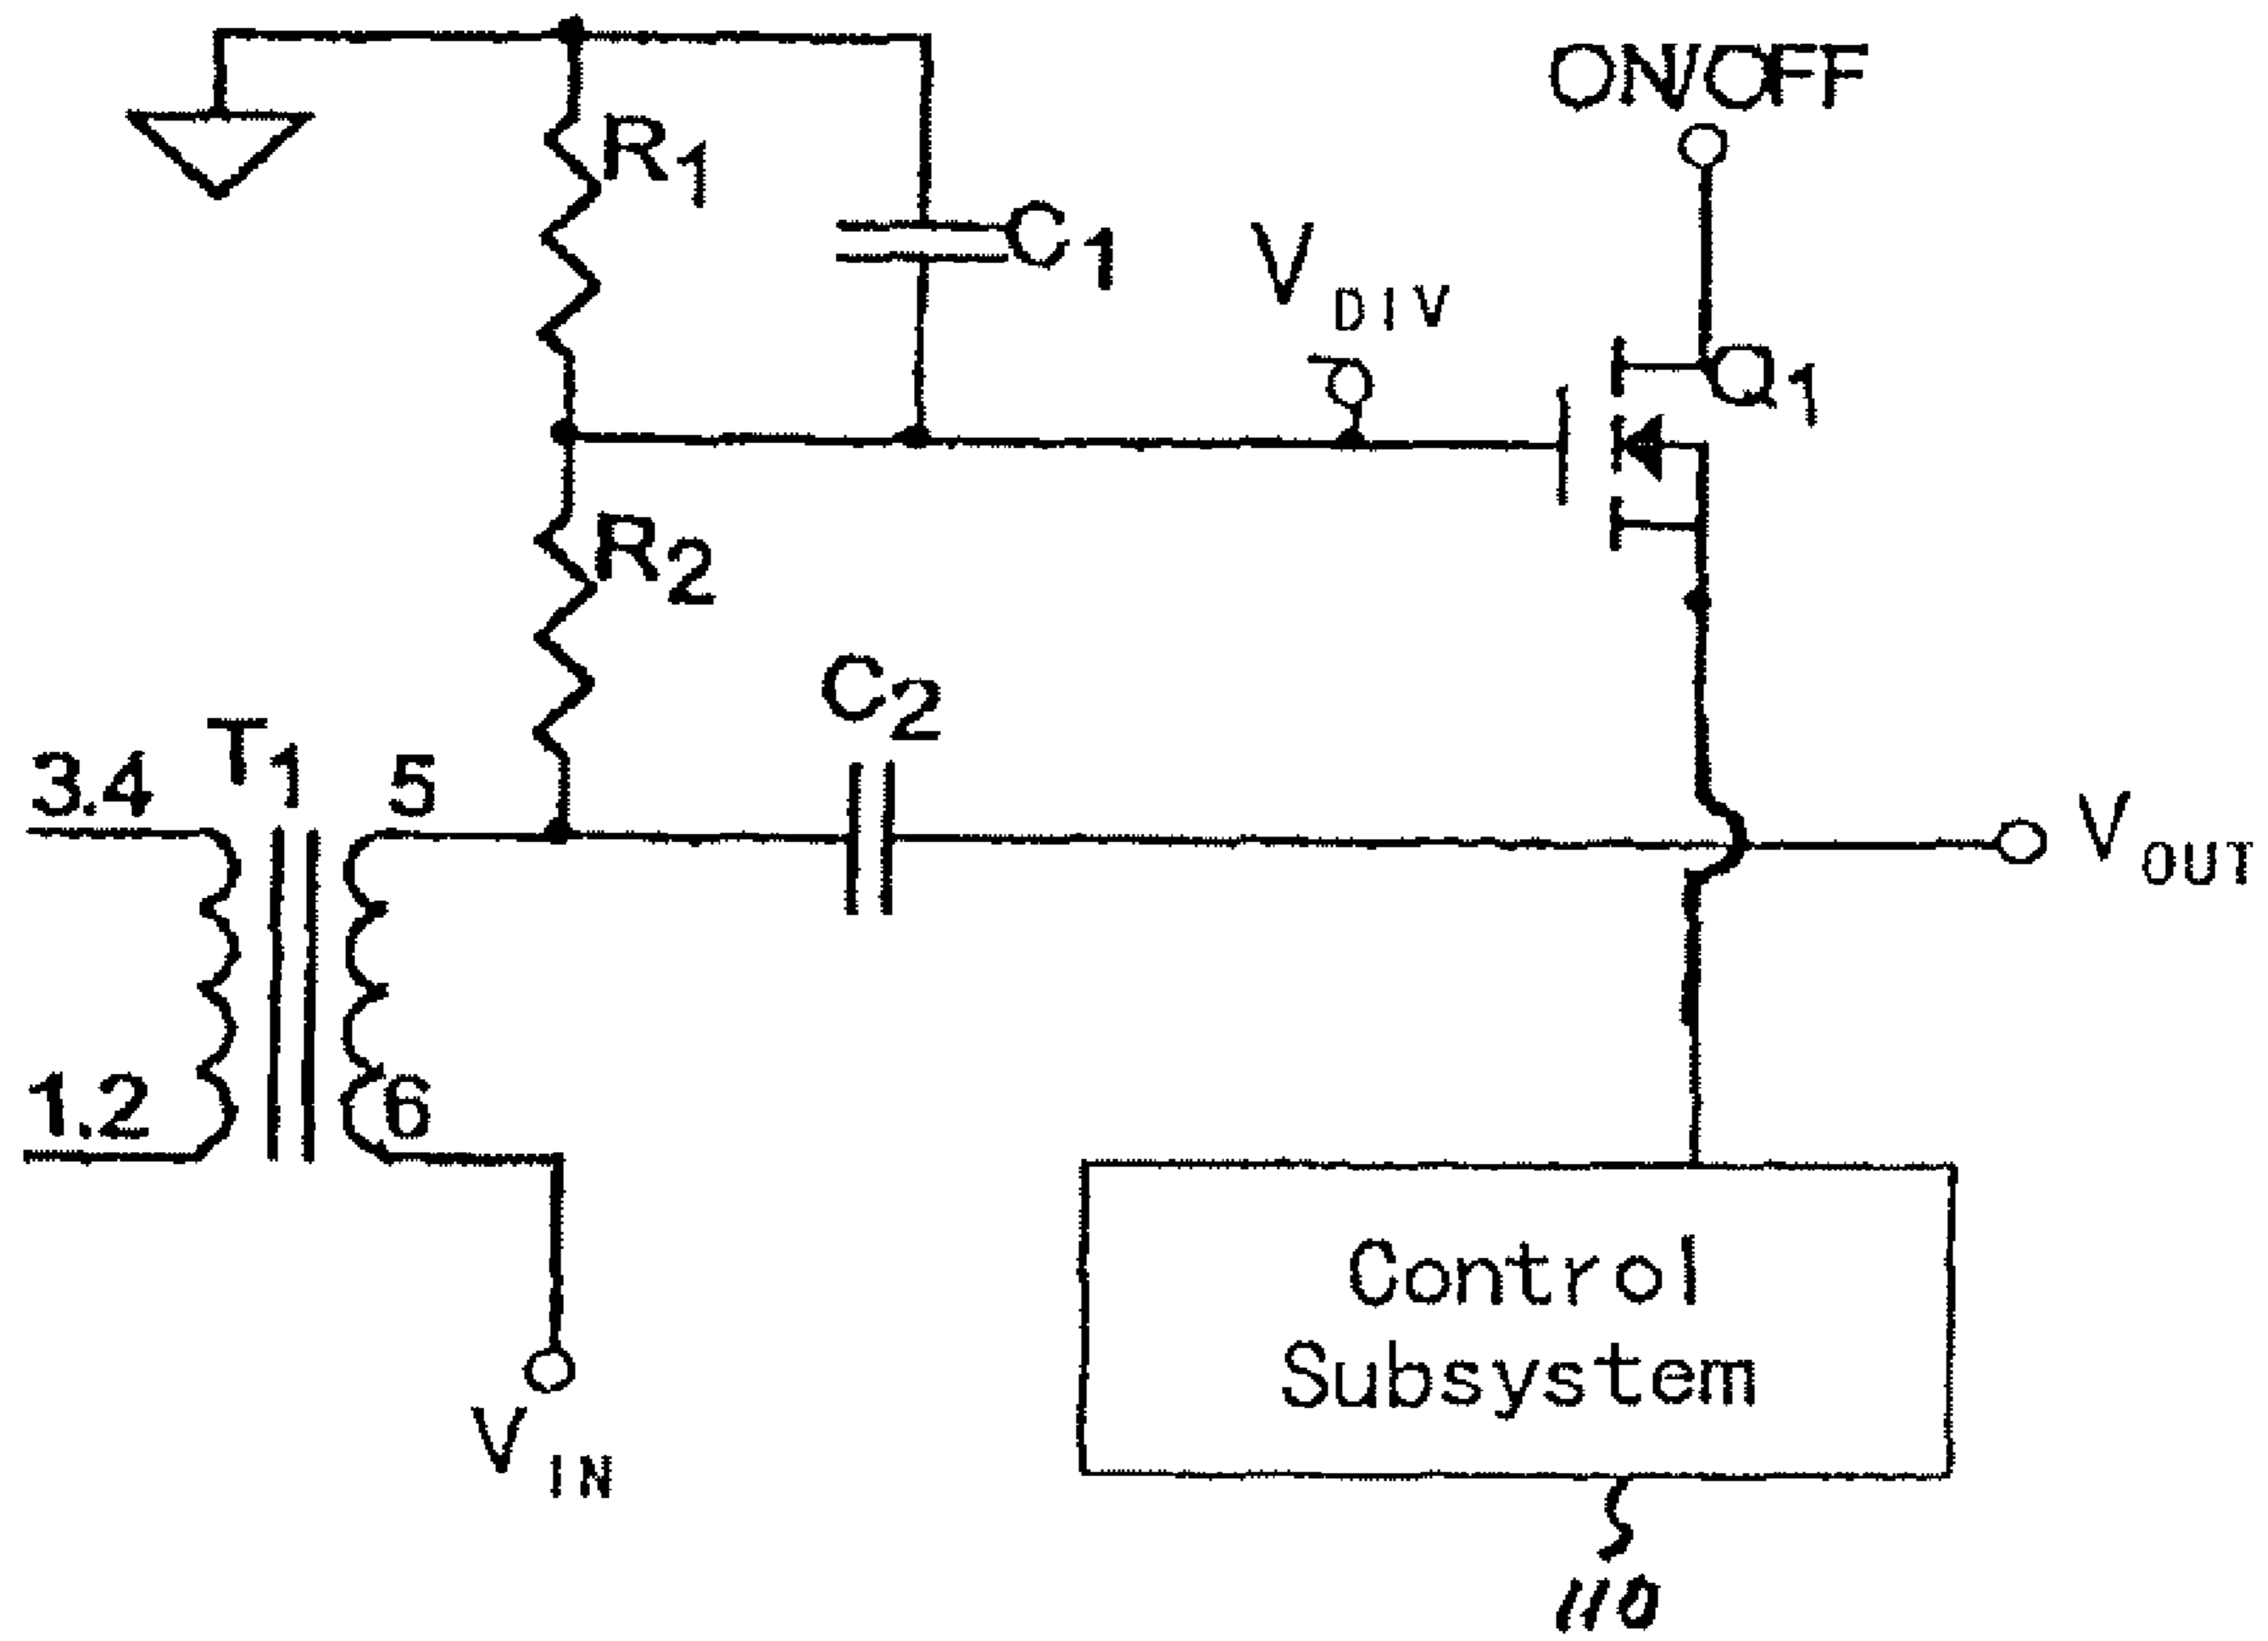 ON/OFF
R1
C1
VDIV
Q1
R2
C2
T1
3.4
5
VOUT
1.2
6
Control
Subsystem
VIN
110